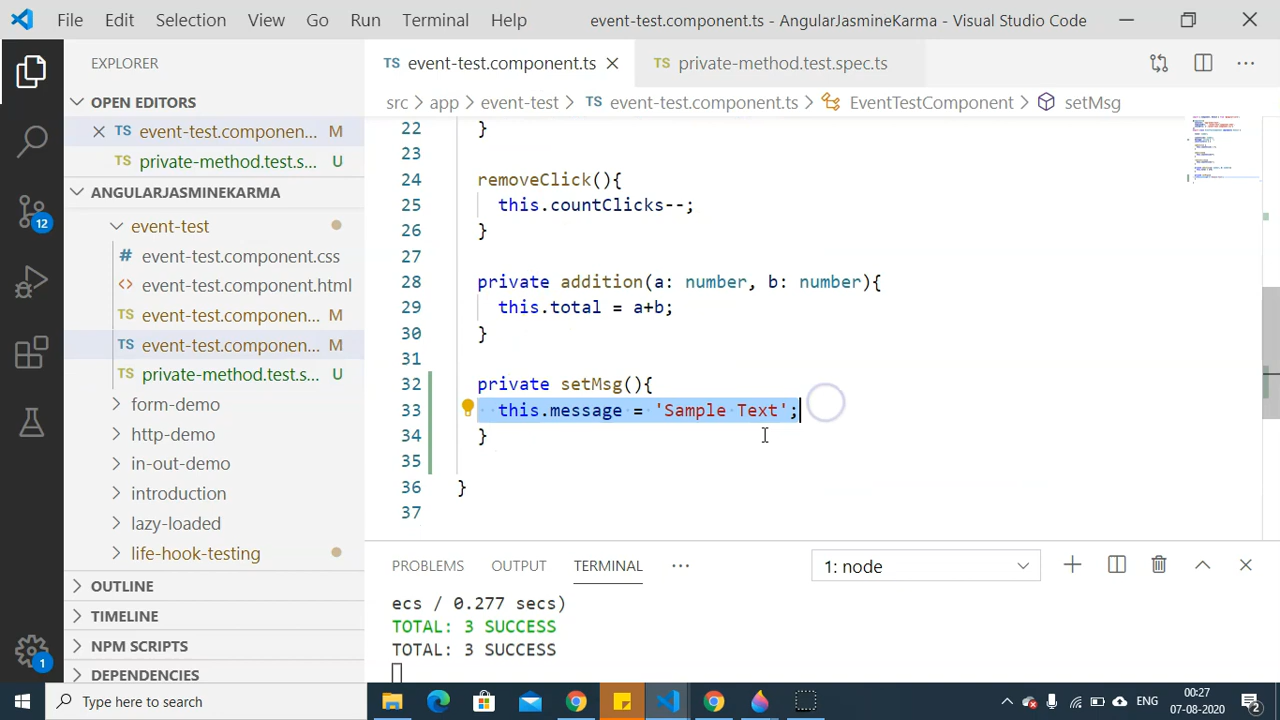 File Edit Selection View Go Run Terminal Help event-test.component.ts - AngularJasmineKarma - Visual Studio Code
EXPLORER
OPEN EDITORS
event-test.componen... M
private-method.test.s... U
ANGULARJASMINEKARMA
event-test
event-test.component.css
event-test.component.html
event-test.componen... M
event-test.componen... M
private-method.test.s... U
form-demo
http-demo
in-out-demo
introduction
lazy-loaded
life-hook-testing
OUTLINE
TIMELINE
NPM SCRIPTS
DEPENDENCIES
12
1
TS event-test.component.ts
TS private-method.test.spec.ts
src > app > event-test > TS event-test.component.ts > EventTestComponent > setMsg
22 }
23
24 removeClick(){
25 this.countClicks--;
26 }
27
28 private addition(a: number, b: number){
29 this.total = a+b;
30 }
31
32 private setMsg(){
33 this.message = 'Sample Text';
34 }
35
36 }
37
PROBLEMS OUTPUT TERMINAL ... 1: node
ecs / 0.277 secs)
TOTAL: 3 SUCCESS
TOTAL: 3 SUCCESS
Type here to search
ENG
00:27
07-08-2020
2